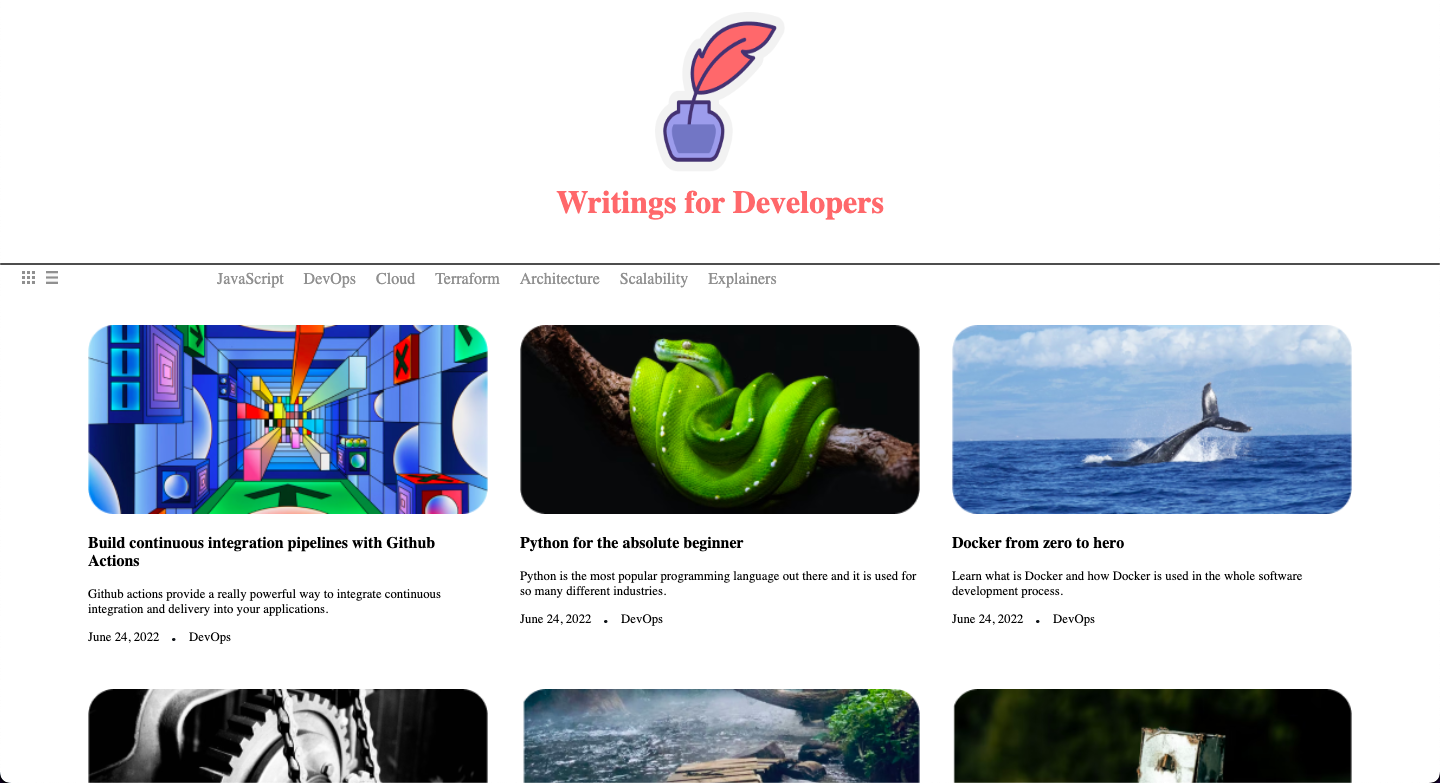 Writings for Developers
JavaScript DevOps Cloud Terraform Architecture Scalability Explainers
Build continuous integration pipelines with Github
Actions
Github actions provide a really powerful way to integrate continuous
integration and delivery into your applications.
June 24, 2022 • DevOps
Python for the absolute beginner
Python is the most popular programming language out there and it is used for
so many different industries.
June 24, 2022 • DevOps
Docker from zero to hero
Learn what is Docker and how Docker is used in the whole software
development process.
June 24, 2022 • DevOps